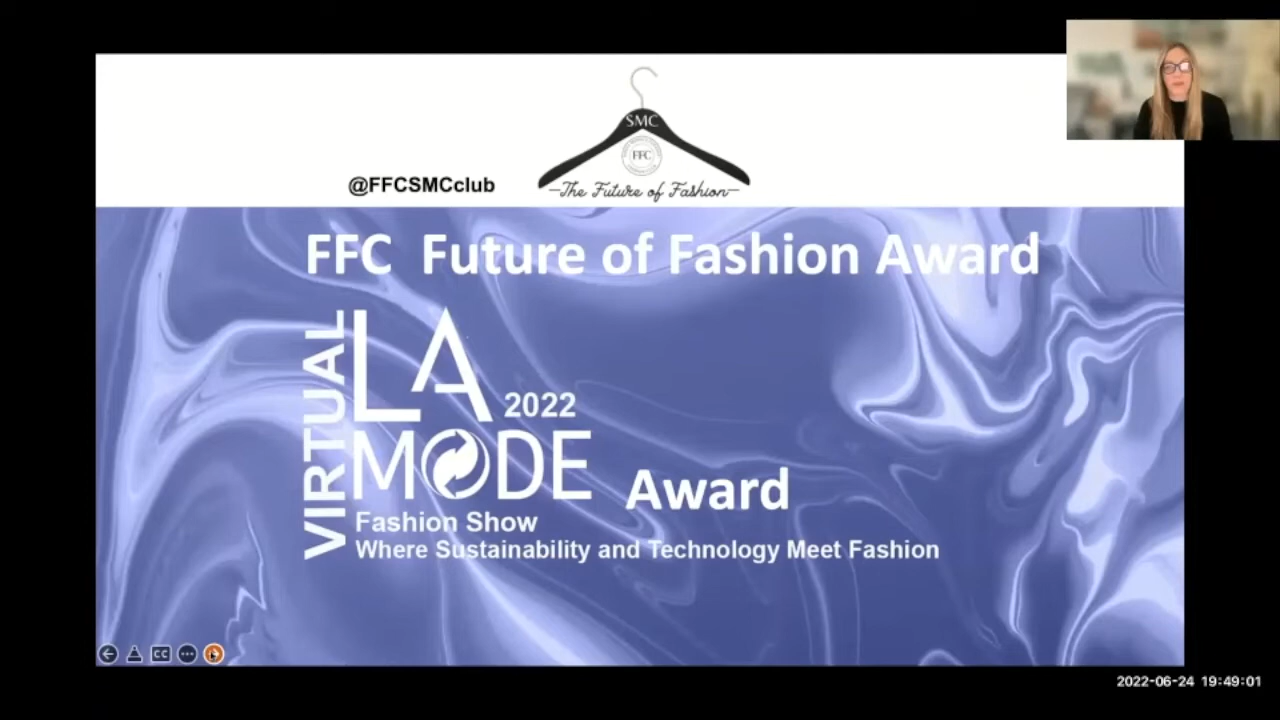 SMC
FFC
@FFCSMCclub
The Future of Fashion
FFC Future of Fashion Award
VIRTUAL
LA
2022
MODE
Award
Fashion Show
Where Sustainability and Technology Meet Fashion
CC
2022-06-24 19:49:01